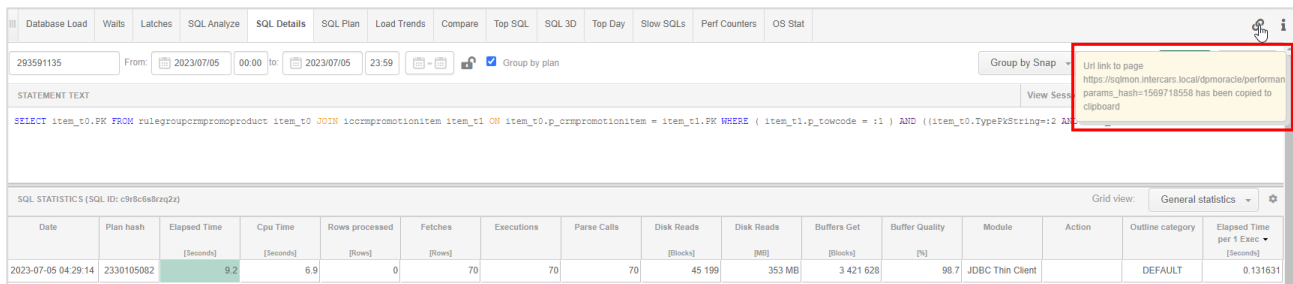 Database Load Waits Latches SQL Analyze SQL Details SQL Plan Load Trends Compare Top SQL SQL 3D Top Day Slow SQLs Perf Counters OS Stat
293591135 From: 2023/07/05 00:00 to: 2023/07/05 23:59 - Group by plan Group by Snap
Url link to page
https://sqlmon.intercars.local/dpmoracle/performan
params_hash=1569718558 has been copied to
clipboard
STATEMENT TEXT View Sess
SELECT item_t0.PK FROM rulegroupcrmpromoproduct item_t0 JOIN iccrmpromotionitem item_t1 ON item_t0.p_crmpromotionitem = item_t1.PK WHERE ( item_t1.p_towcode = :1 ) AND ((item_t0.TypePkString=:2 AND
SQL STATISTICS (SQL ID: c9r8c6s8rzq2z) Grid view: General statistics
Date Plan hash Elapsed Time Cpu Time Rows processed Fetches Executions Parse Calls Disk Reads Disk Reads Buffers Get Buffer Quality Module Action Outline category Elapsed Time
per 1 Exec
[Seconds] [Seconds] [Rows] [Rows] [Blocks] [MB] [Blocks] [%] [Seconds]
2023-07-05 04:29:14 2330105082 9.2 6.9 0 70 70 70 45 199 353 MB 3 421 628 98.7 JDBC Thin Client DEFAULT 0.131631